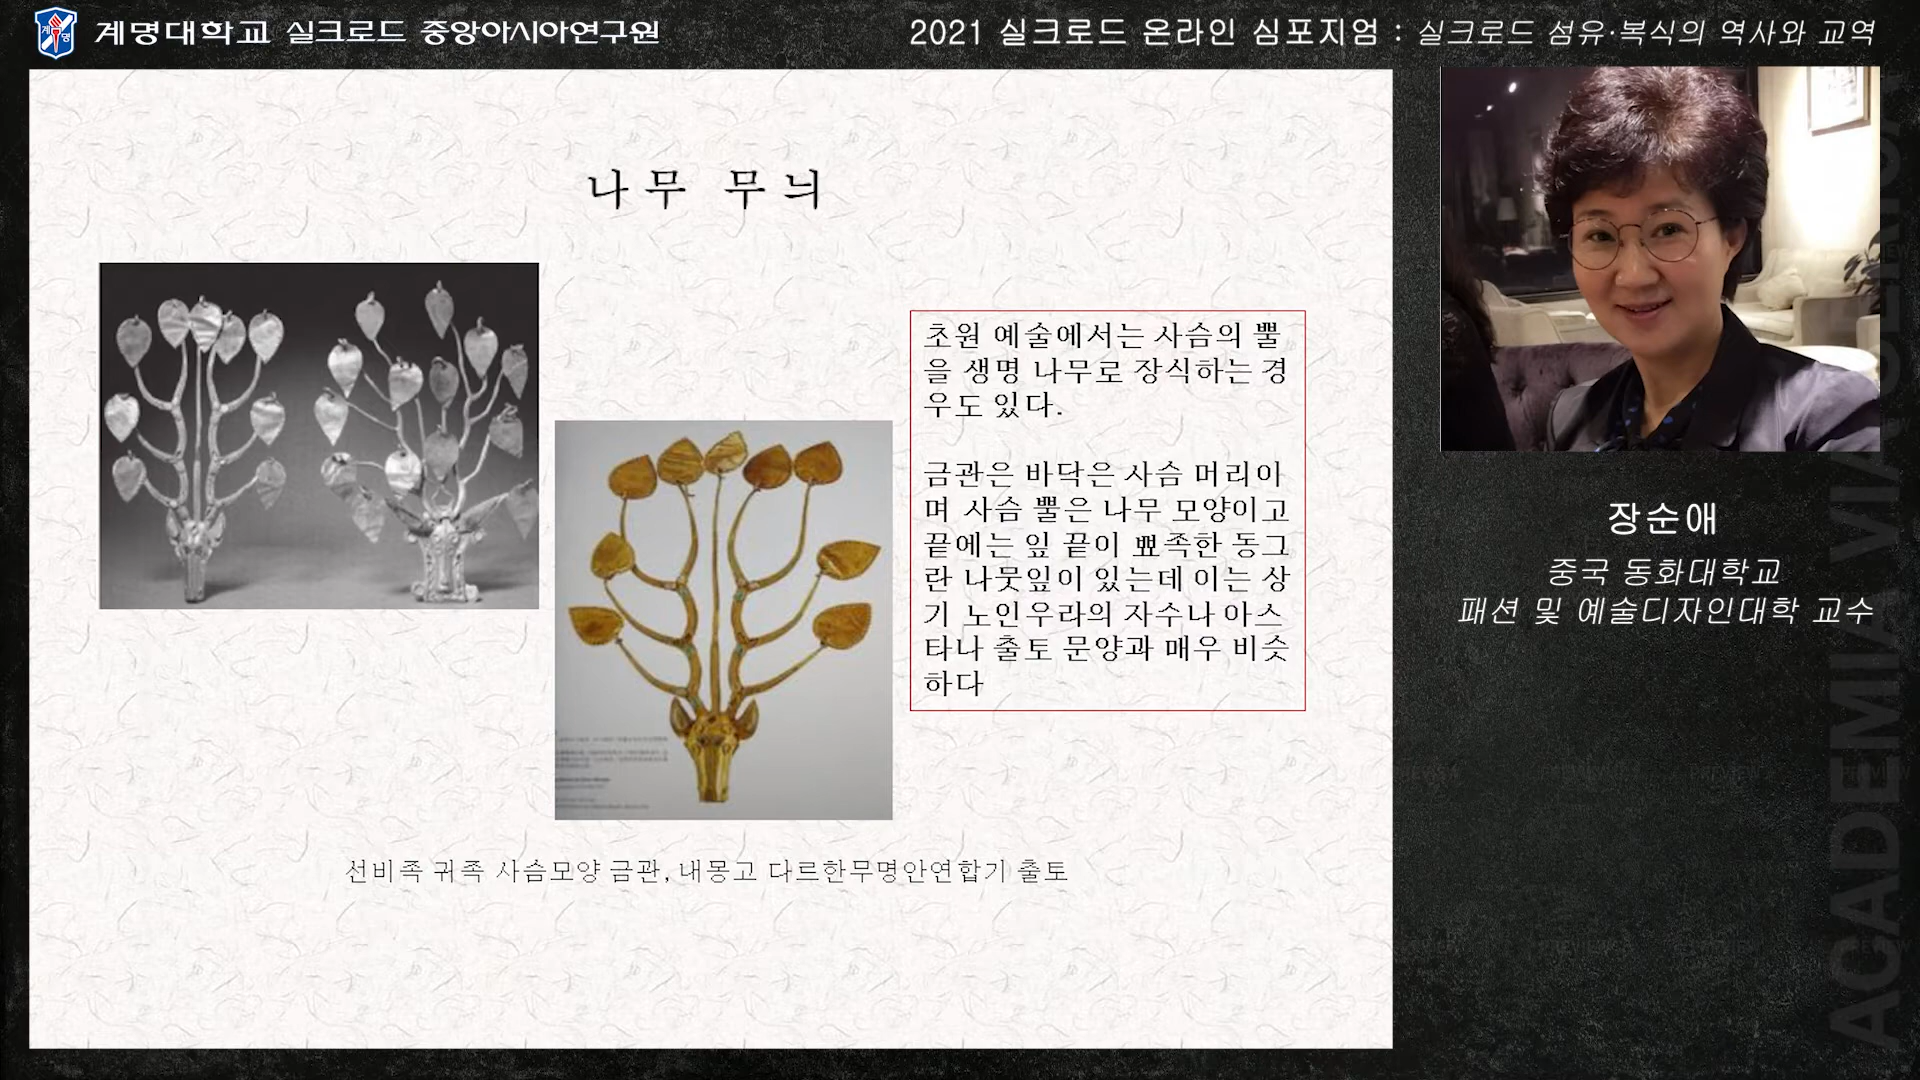 계명대학교 실크로드 중앙아시아연구원
2021 실크로드 온라인 심포지엄 : 실크로드 섬유·복식의 역사와 교역
나무 무늬
초원 예술에서는 사슴의 뿔
을 생명 나무로 장식하는 경
우도 있다.
금관은 바닥은 사슴 머리이
며 사슴 뿔은 나무 모양이고
끝에는 잎 끝이 뾰족한 동그
란 나뭇잎이 있는데 이는 상
기 노인우라의 자수나 아스
타나 출토 문양과 매우 비슷
하다
선비족 귀족 사슴모양 금관, 내몽고 다르한무명안연합기 출토
장순애
중국 동화대학교
패션 및 예술디자인대학 교수
ACADEMIA VIA SERICA